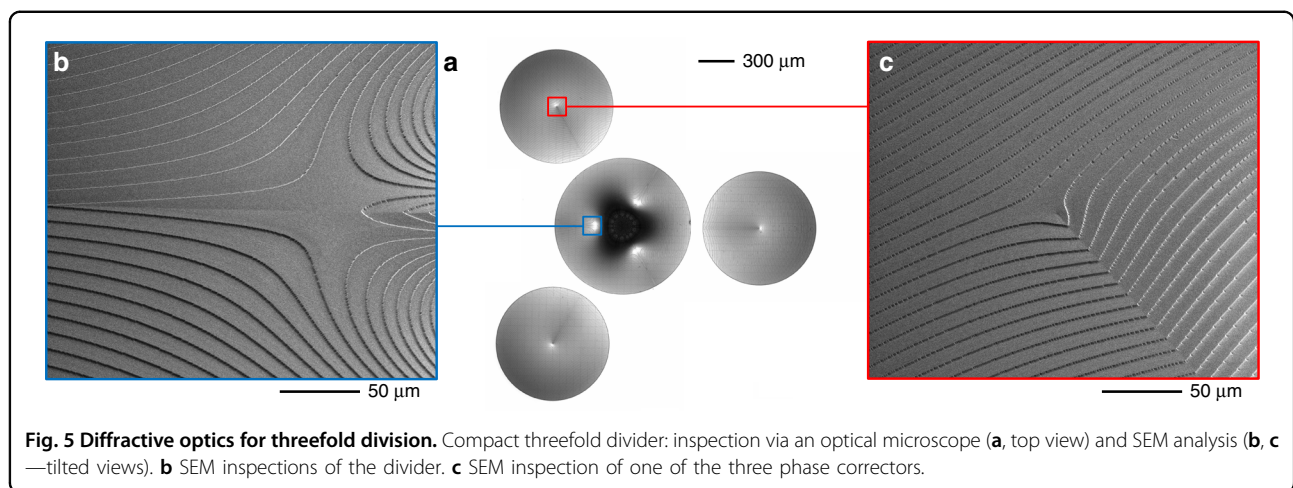 b
a
300 μm
c
50 μm
50 μm
Fig. 5 Diffractive optics for threefold division. Compact threefold divider: inspection via an optical microscope (a, top view) and SEM analysis (b, c
—tilted views). b SEM inspections of the divider. c SEM inspection of one of the three phase correctors.